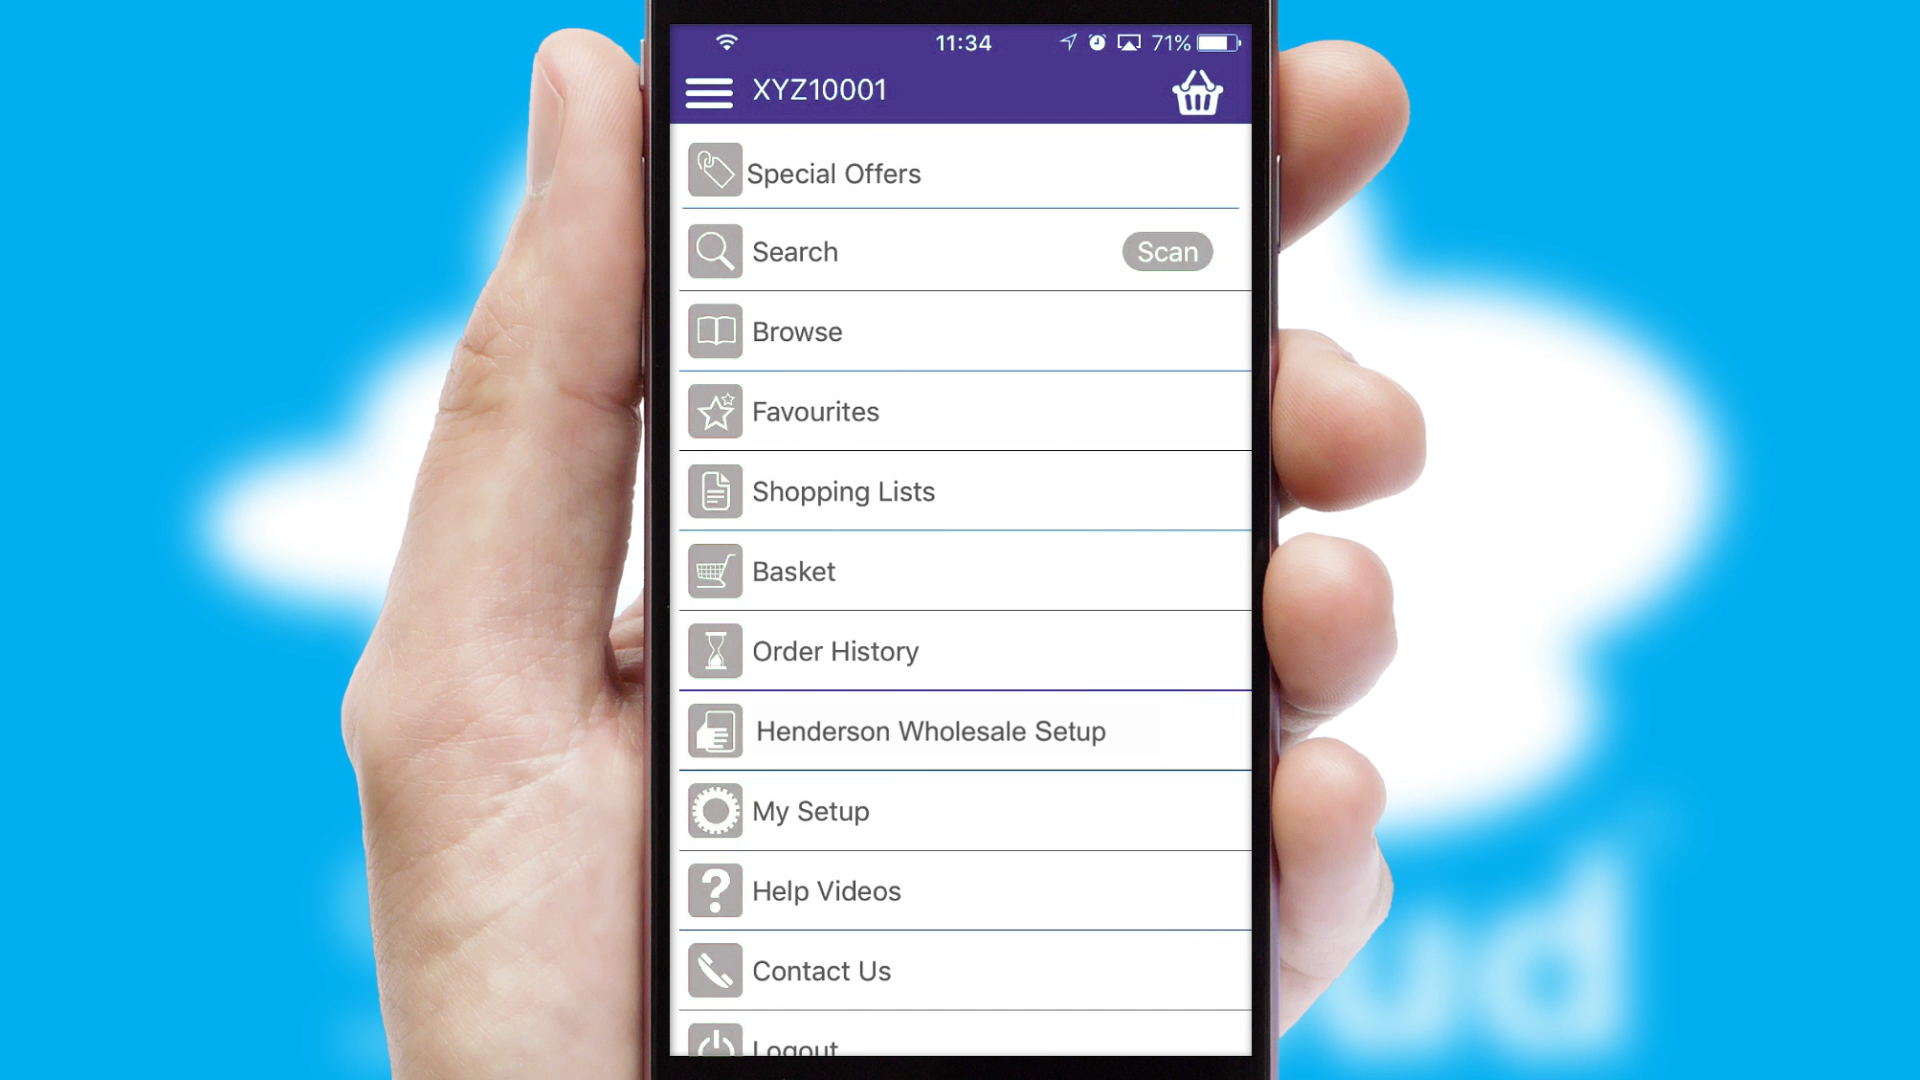 11:34 71%
XYZ10001
Special Offers
Search Scan
Browse
Favourites
Shopping Lists
Basket
Order History
Henderson Wholesale Setup
My Setup
Help Videos
Contact Us
Logout
ud